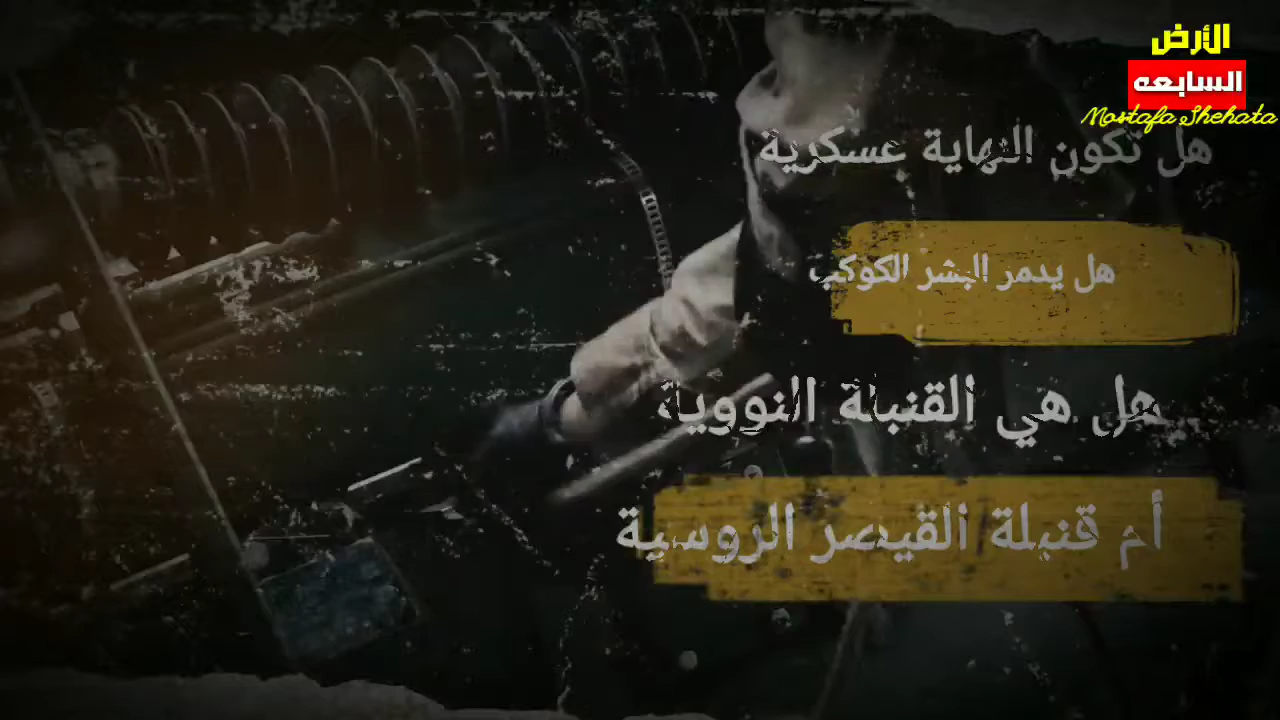 الأرض
السابعه
Mostafa Shehata
هل تكون النهاية عسكرية
هل يدمر البشر الكوكب
هل هي القنبلة النووية
أم قنبلة القيصر الروسية